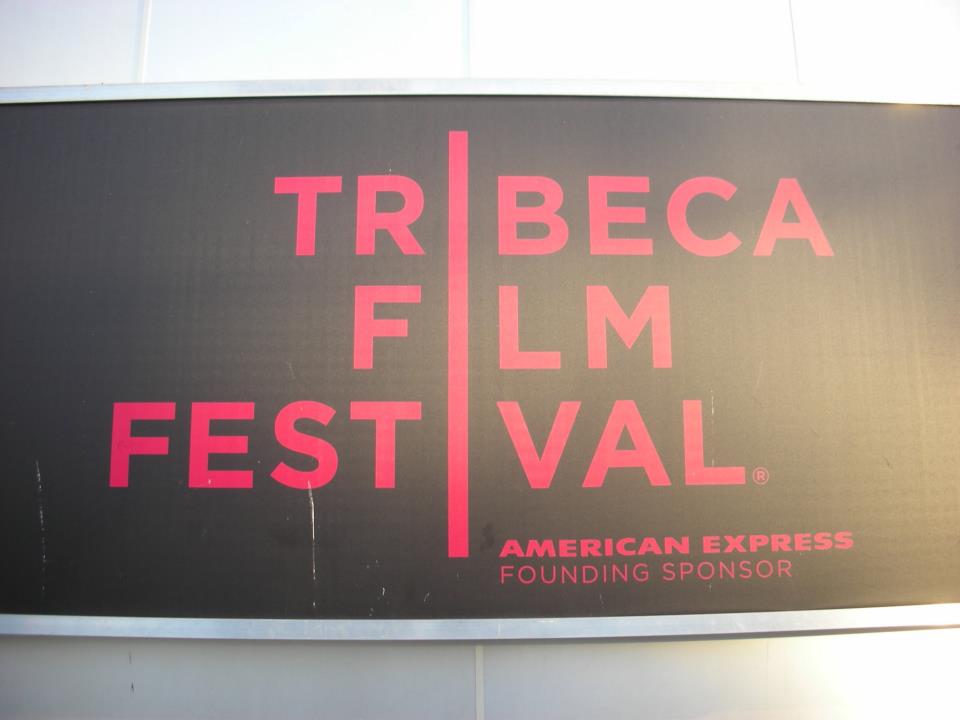 TRIBECA
FILM
FESTIVAL®
AMERICAN EXPRESS
FOUNDING SPONSOR